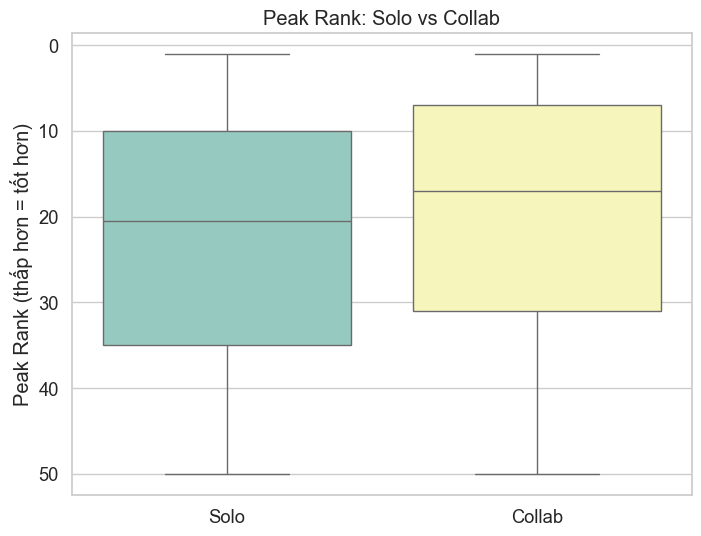 Peak Rank: Solo vs Collab
Peak Rank (thấp hơn = tốt hơn)
0
10
20
30
40
50
Solo
Collab